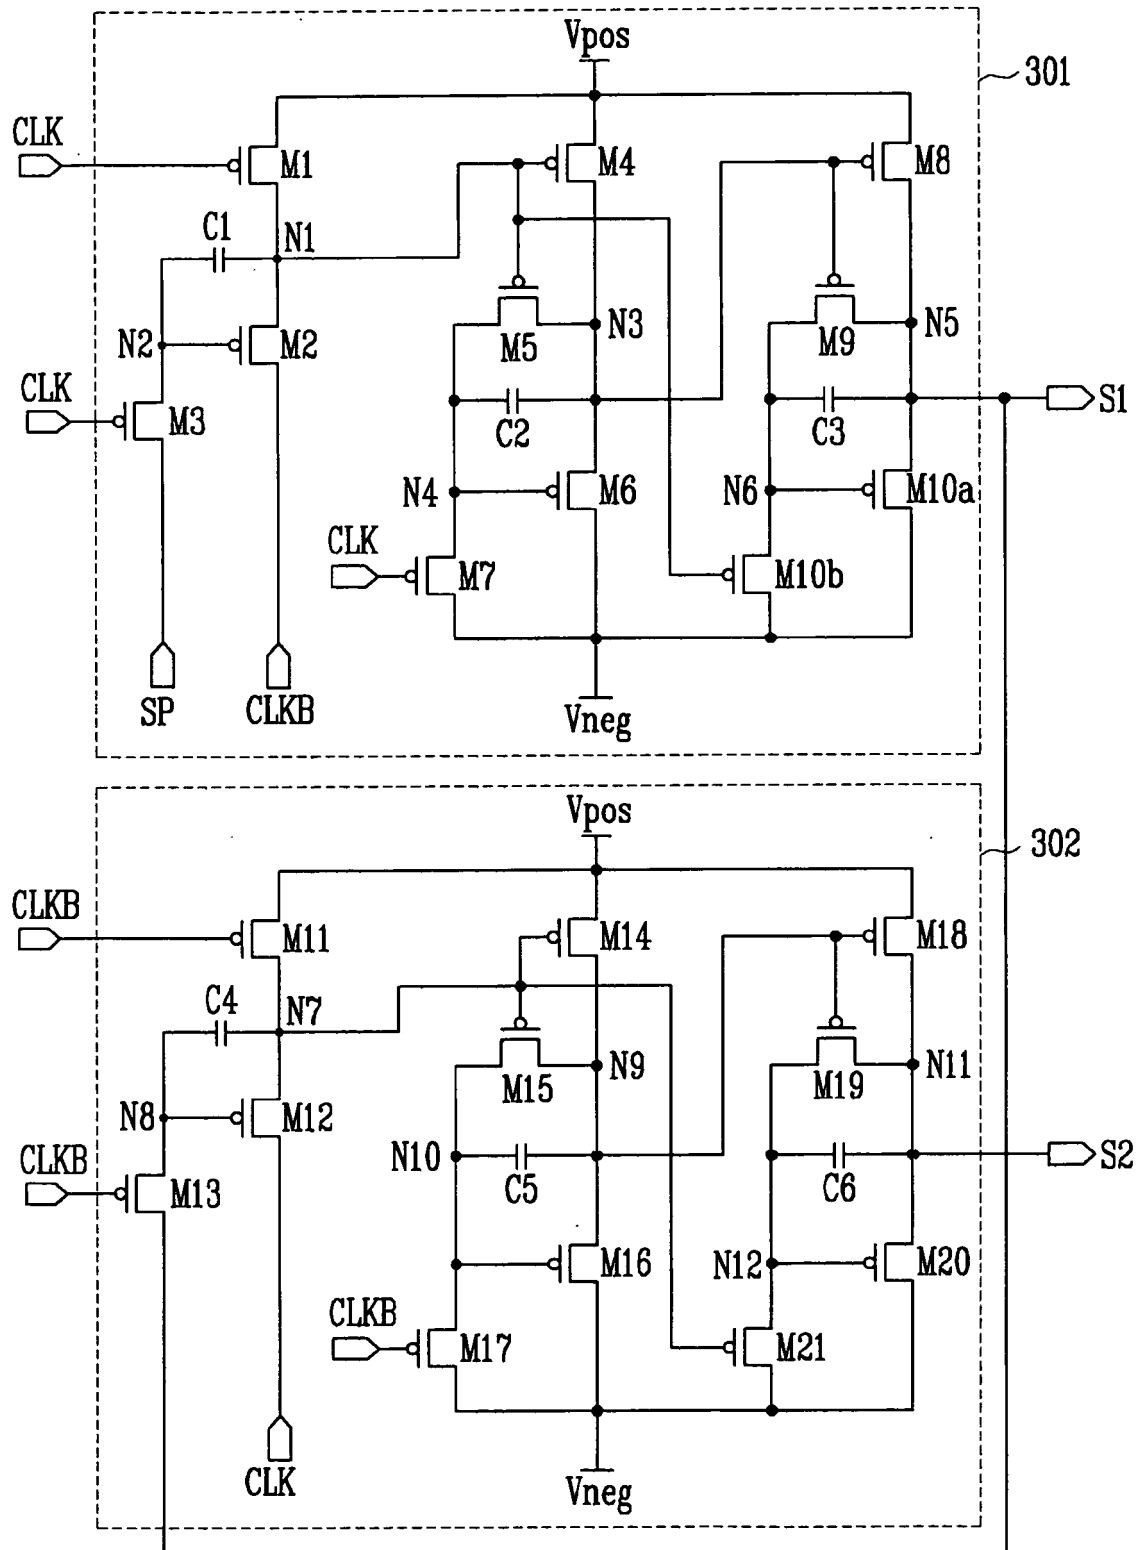 Vpos
301
CLK
M1
M4
M8
C1
N1
N2
M2
M5
N3
M9
N5
CLK
M3
C2
C3
S1
N4
M6
N6
M10a
CLK
M7
M10b
SP
CLKB
Vneg
Vpos
302
CLKB
M11
M14
M18
C4
N7
N8
M12
M15
N9
M19
N11
CLKB
M13
N10
C5
C6
S2
M16
N12
M20
CLKB
M17
M21
CLK
Vneg